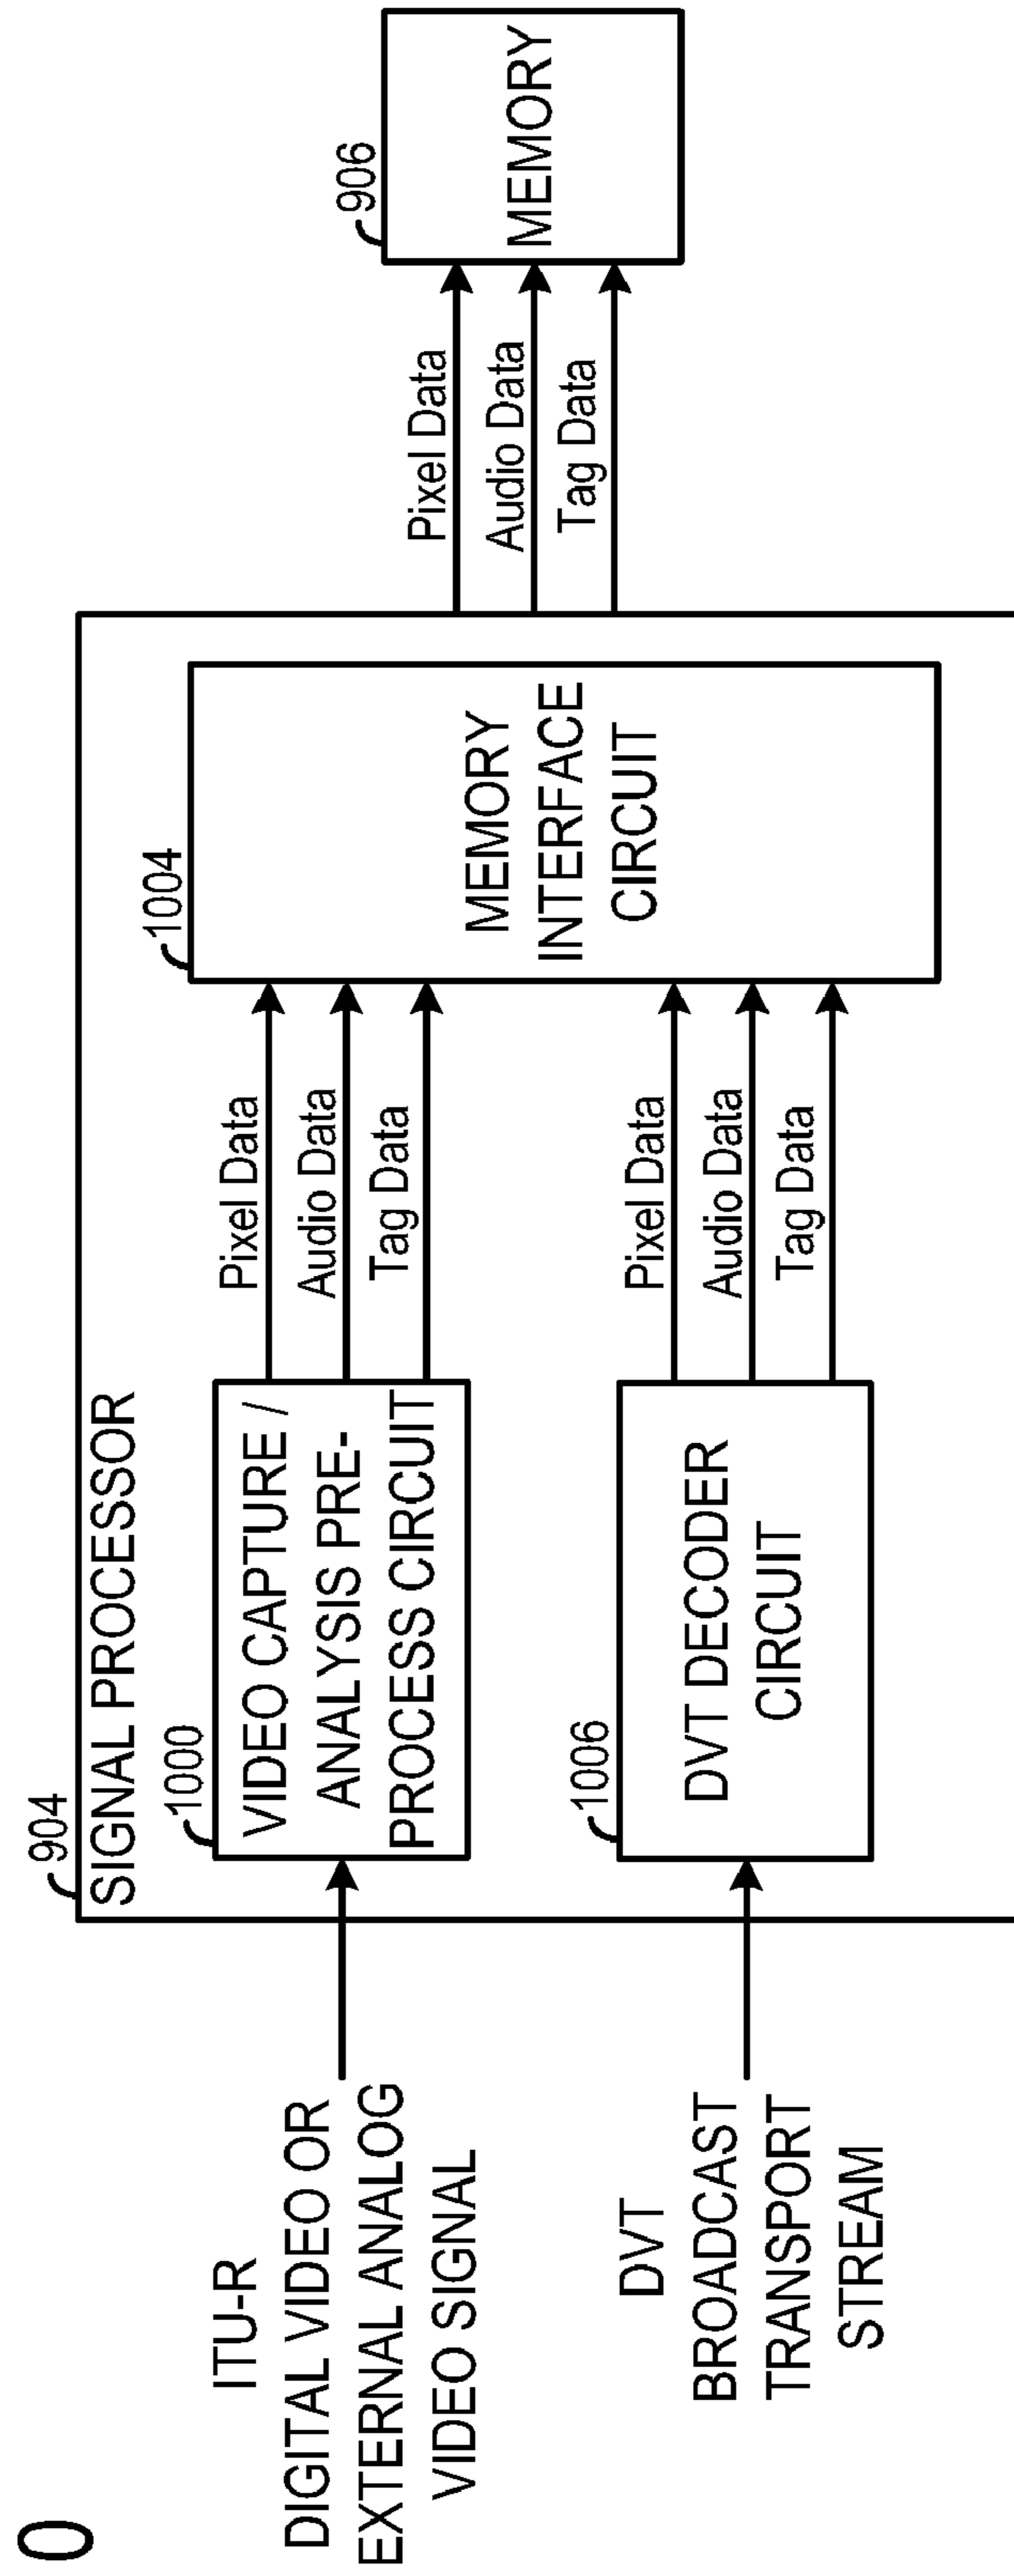 0
904
SIGNAL PROCESSOR
ITU-R
DIGITAL VIDEO OR
EXTERNAL ANALOG
VIDEO SIGNAL
1000
VIDEO CAPTURE /
ANALYSIS PRE-
PROCESS CIRCUIT
Pixel Data
Audio Data
Tag Data
DVT
BROADCAST
TRANSPORT
STREAM
1006
DVT DECODER
CIRCUIT
Pixel Data
Audio Data
Tag Data
1004
MEMORY
INTERFACE
CIRCUIT
Pixel Data
Audio Data
Tag Data
906
MEMORY